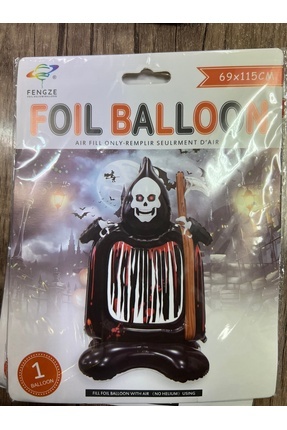 69x115CM
FENGZE
FOIL BALLOON
AIR FILL ONLY-REMPLIR SEULRMENT D'AIR
1
BALLOON
FILL FOIL BALLOON WITH AIR (NO HELIUM) USING